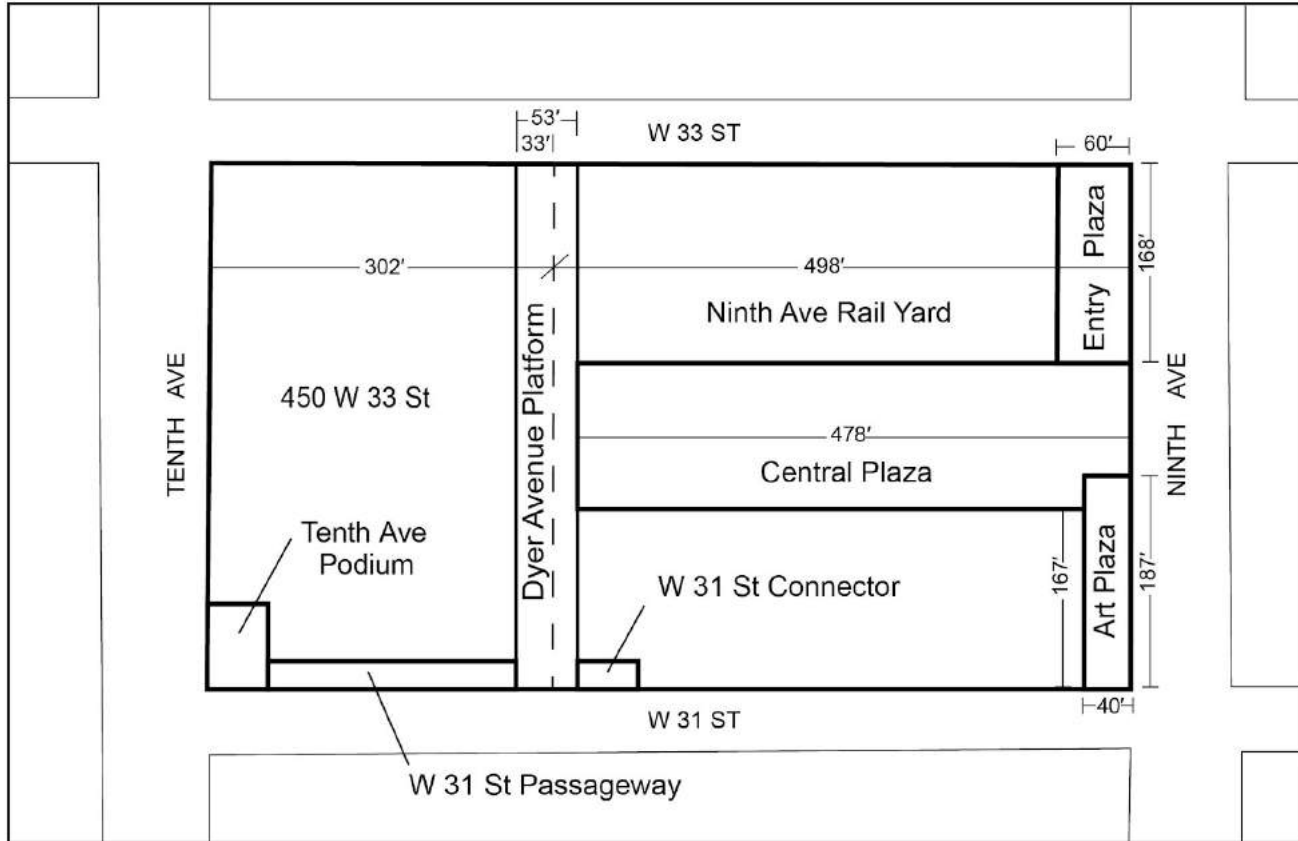 53'
33'
W 33 ST
60'
302'
498'
168'
Entry Plaza
Ninth Ave Rail Yard
TENTH AVE
450 W 33 St
Dyer Avenue Platform
NINTH AVE
478'
Central Plaza
Tenth Ave
Podium
W 31 St Connector
167'
Art Plaza
187'
40'
W 31 ST
W 31 St Passageway